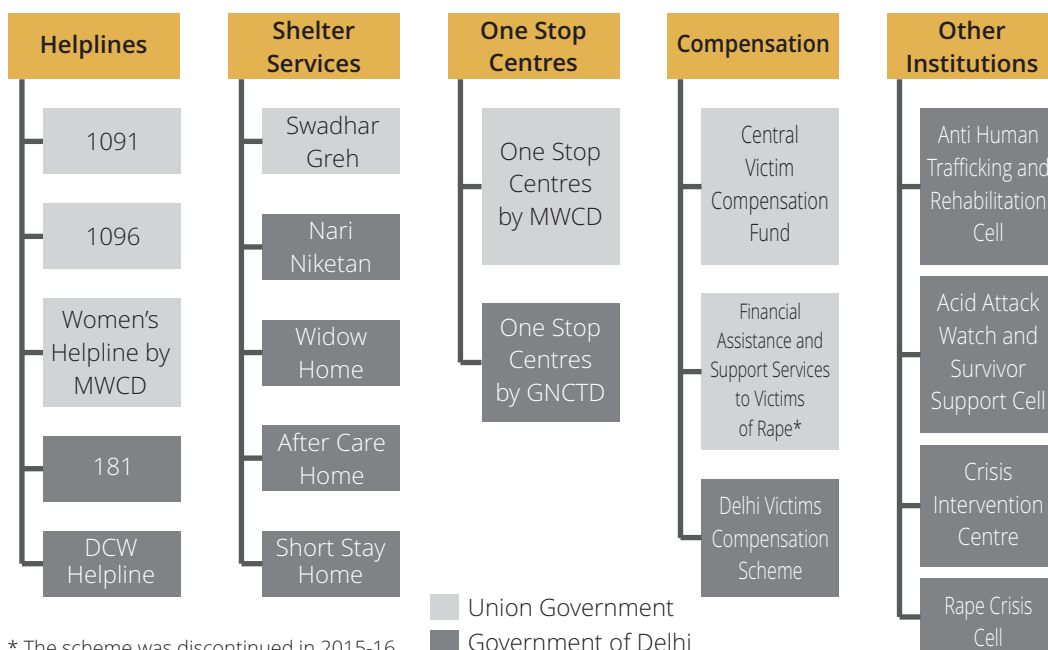 Helplines
1091
1096
Women's
Helpline by
MWCD
181
DCW
Helpline
Shelter
Services
Swadhar
Greh
Nari
Niketan
Widow
Home
After Care
Home
Short Stay
Home
One Stop
Centres
One Stop
Centres
by MWCD
One Stop
Centres
by GNCTD
Compensation
Central
Victim
Compensation
Fund
Financial
Assistance and
Support Services
to Victims
of Rape*
Delhi Victims
Compensation
Scheme
Other
Institutions
Anti Human
Trafficking and
Rehabilitation
Cell
Acid Attack
Watch and
Survivor
Support Cell
Crisis
Intervention
Centre
Rape Crisis
Cell
Union Government
Government of Delhi
* The scheme was discontinued in 2015-16